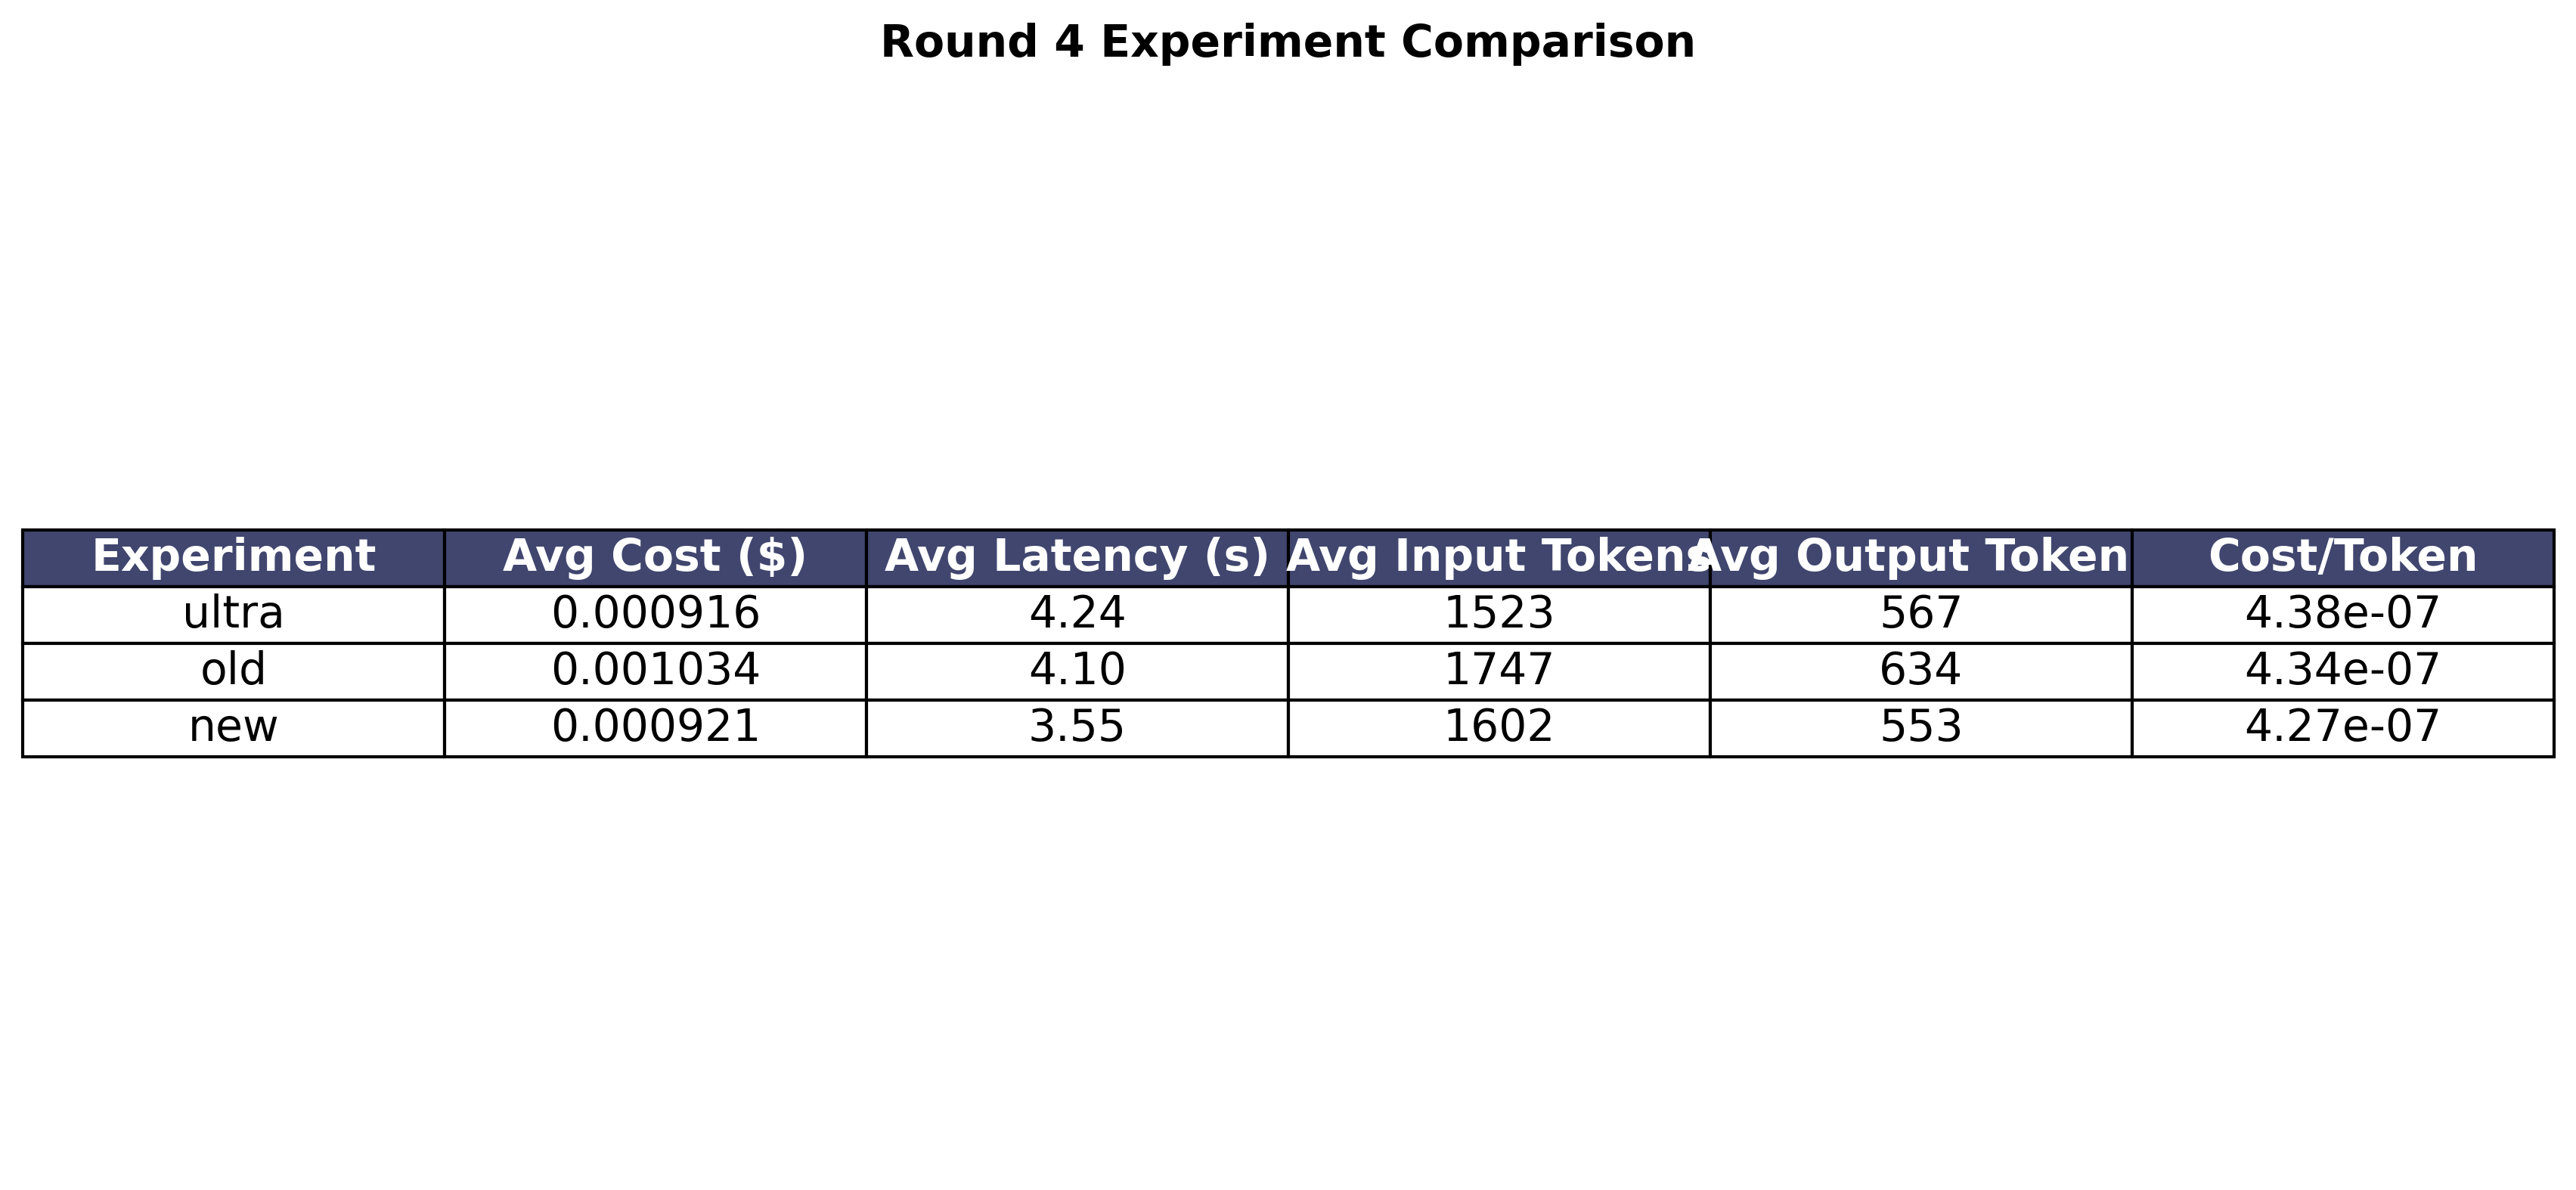 Round 4 Experiment Comparison
Experiment Avg Cost ($) Avg Latency (s) Avg Input Tokens Avg Output Token Cost/Token
ultra 0.000916 4.24 1523 567 4.38e-07
old 0.001034 4.10 1747 634 4.34e-07
new 0.000921 3.55 1602 553 4.27e-07